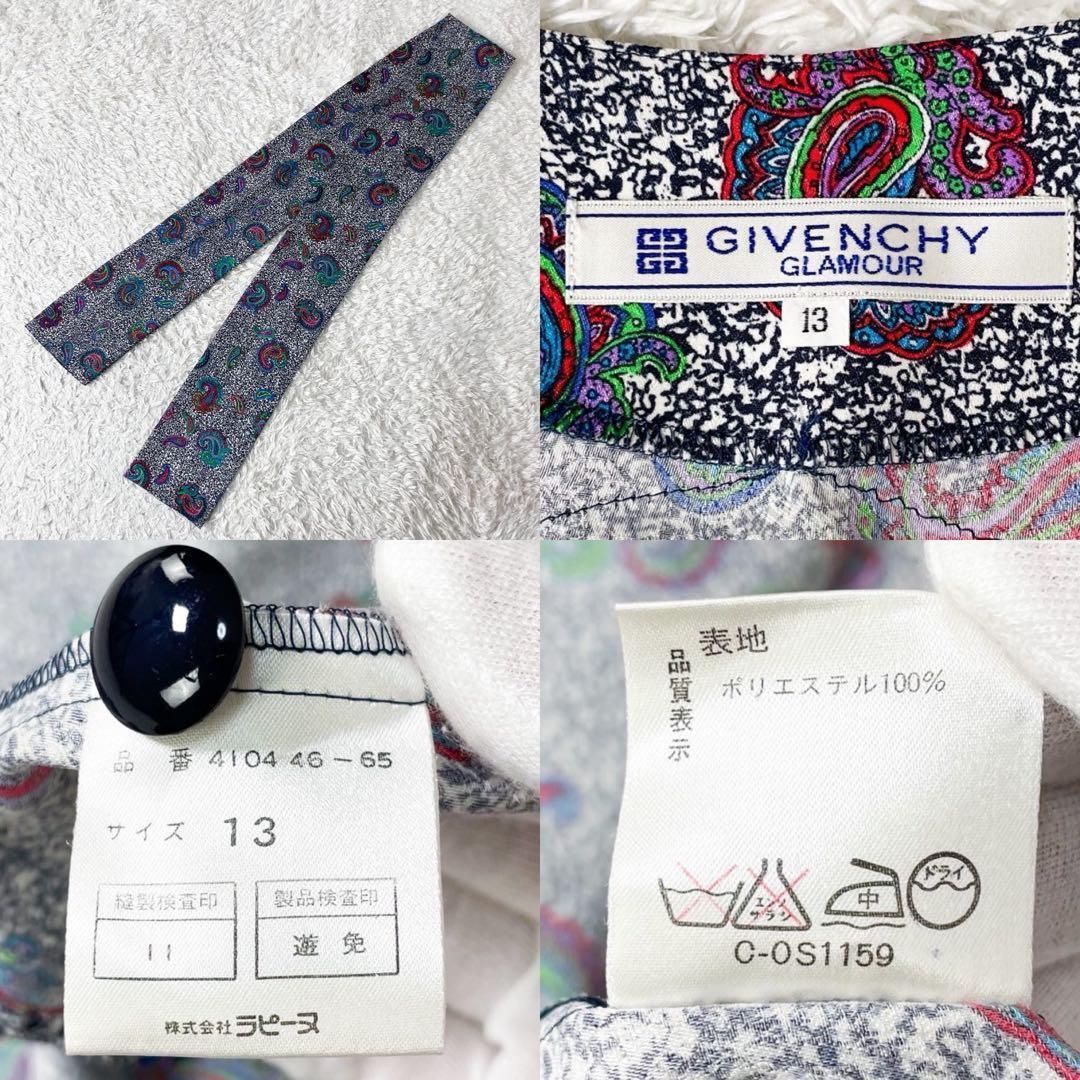 GIVENCHY
GLAMOUR
13
品番 41046-65
サイズ 13
縫製検査印
11
製品検査印
遊免
株式会社 ラピーヌ
品質表示
表地
ポリエステル100%
エンソサラシ
中
ドライ
C-OS1159